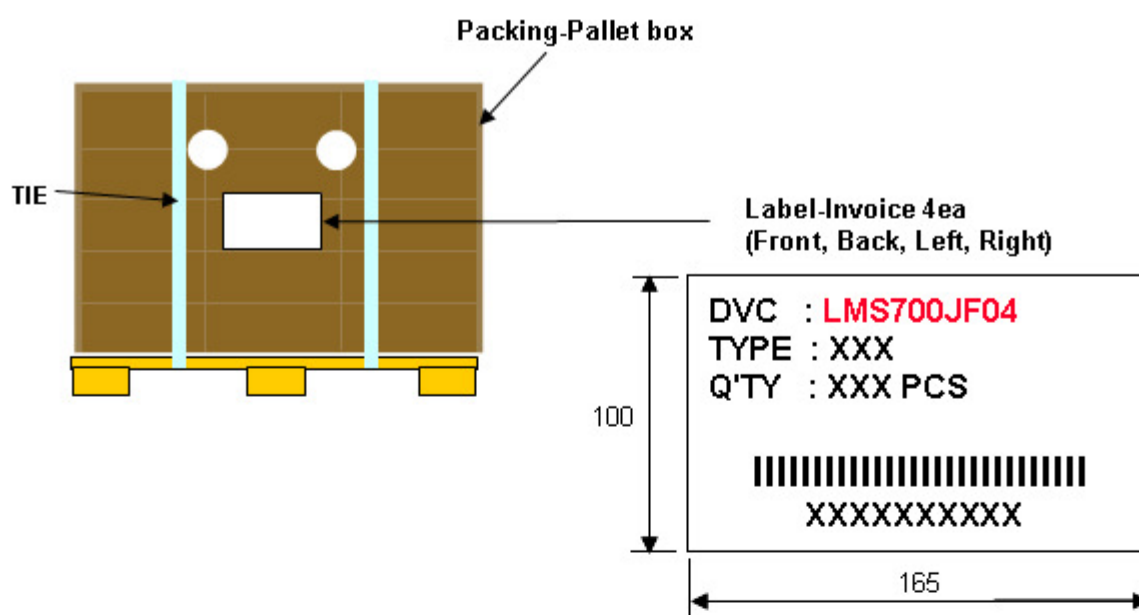 Packing-Pallet box
TIE
Label-Invoice 4ea
(Front, Back, Left, Right)
DVC : LMS700JF04
TYPE : XXX
Q'TY : XXX PCS
100
XXXXXXXXXX
165